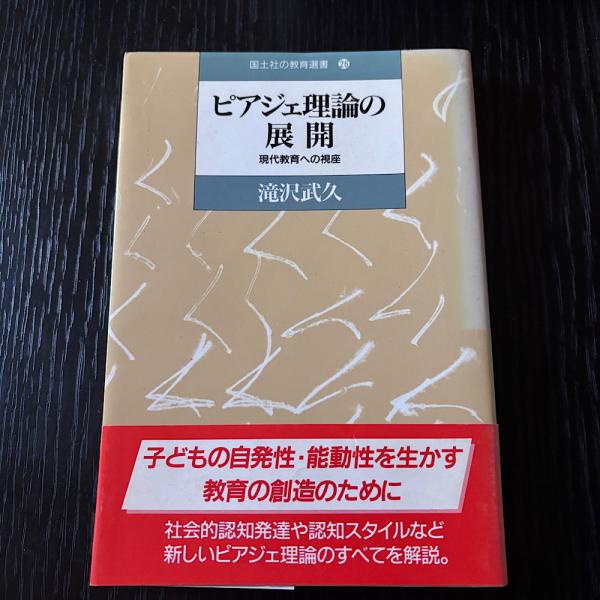 国土社の教育選書 26
ピアジェ理論の
展開
現代教育への視座
滝沢武久
子どもの自発性・能動性を生かす
教育の創造のために
社会的認知発達や認知スタイルなど
新しいピアジェ理論のすべてを解説。